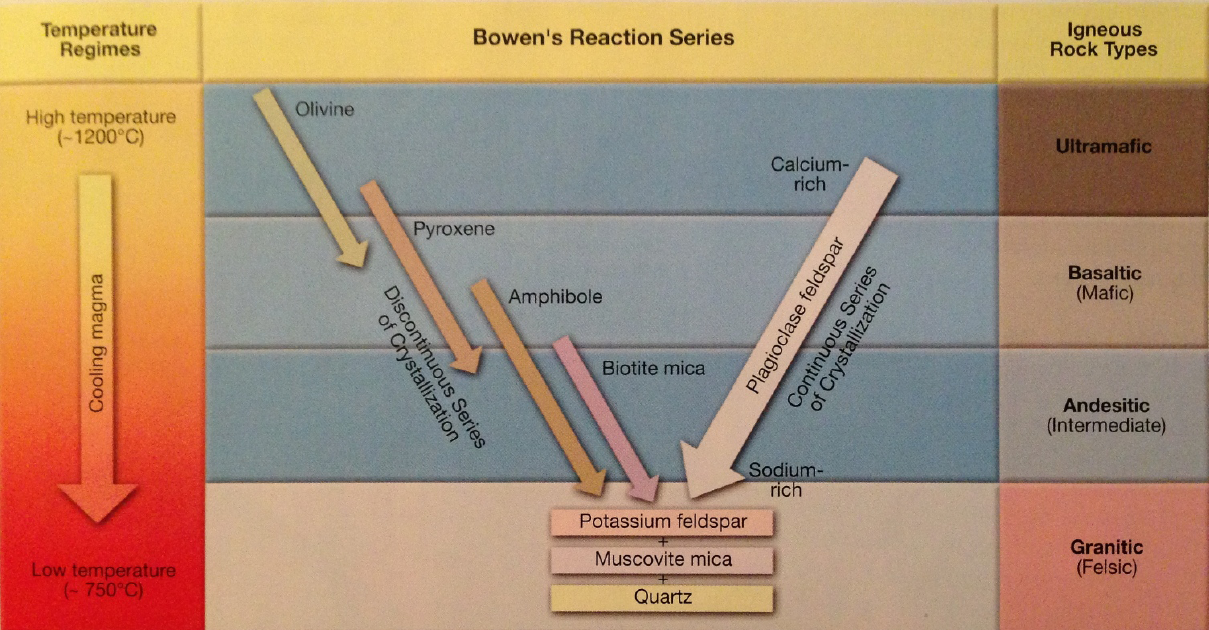 Temperature
Regimes
Bowen's Reaction Series
Igneous
Rock Types
High temperature
(~1200°C)
Cooling magma
Low temperature
(~ 750°C)
Olivine
Pyroxene
Amphibole
Biotite mica
Discontinuous Series
of Crystallization
Calcium-
rich
Plagioclase feldspar
Continuous Series
of Crystallization
Sodium-
rich
Potassium feldspar
+
Muscovite mica
+
Quartz
Ultramafic
Basaltic
(Mafic)
Andesitic
(Intermediate)
Granitic
(Felsic)